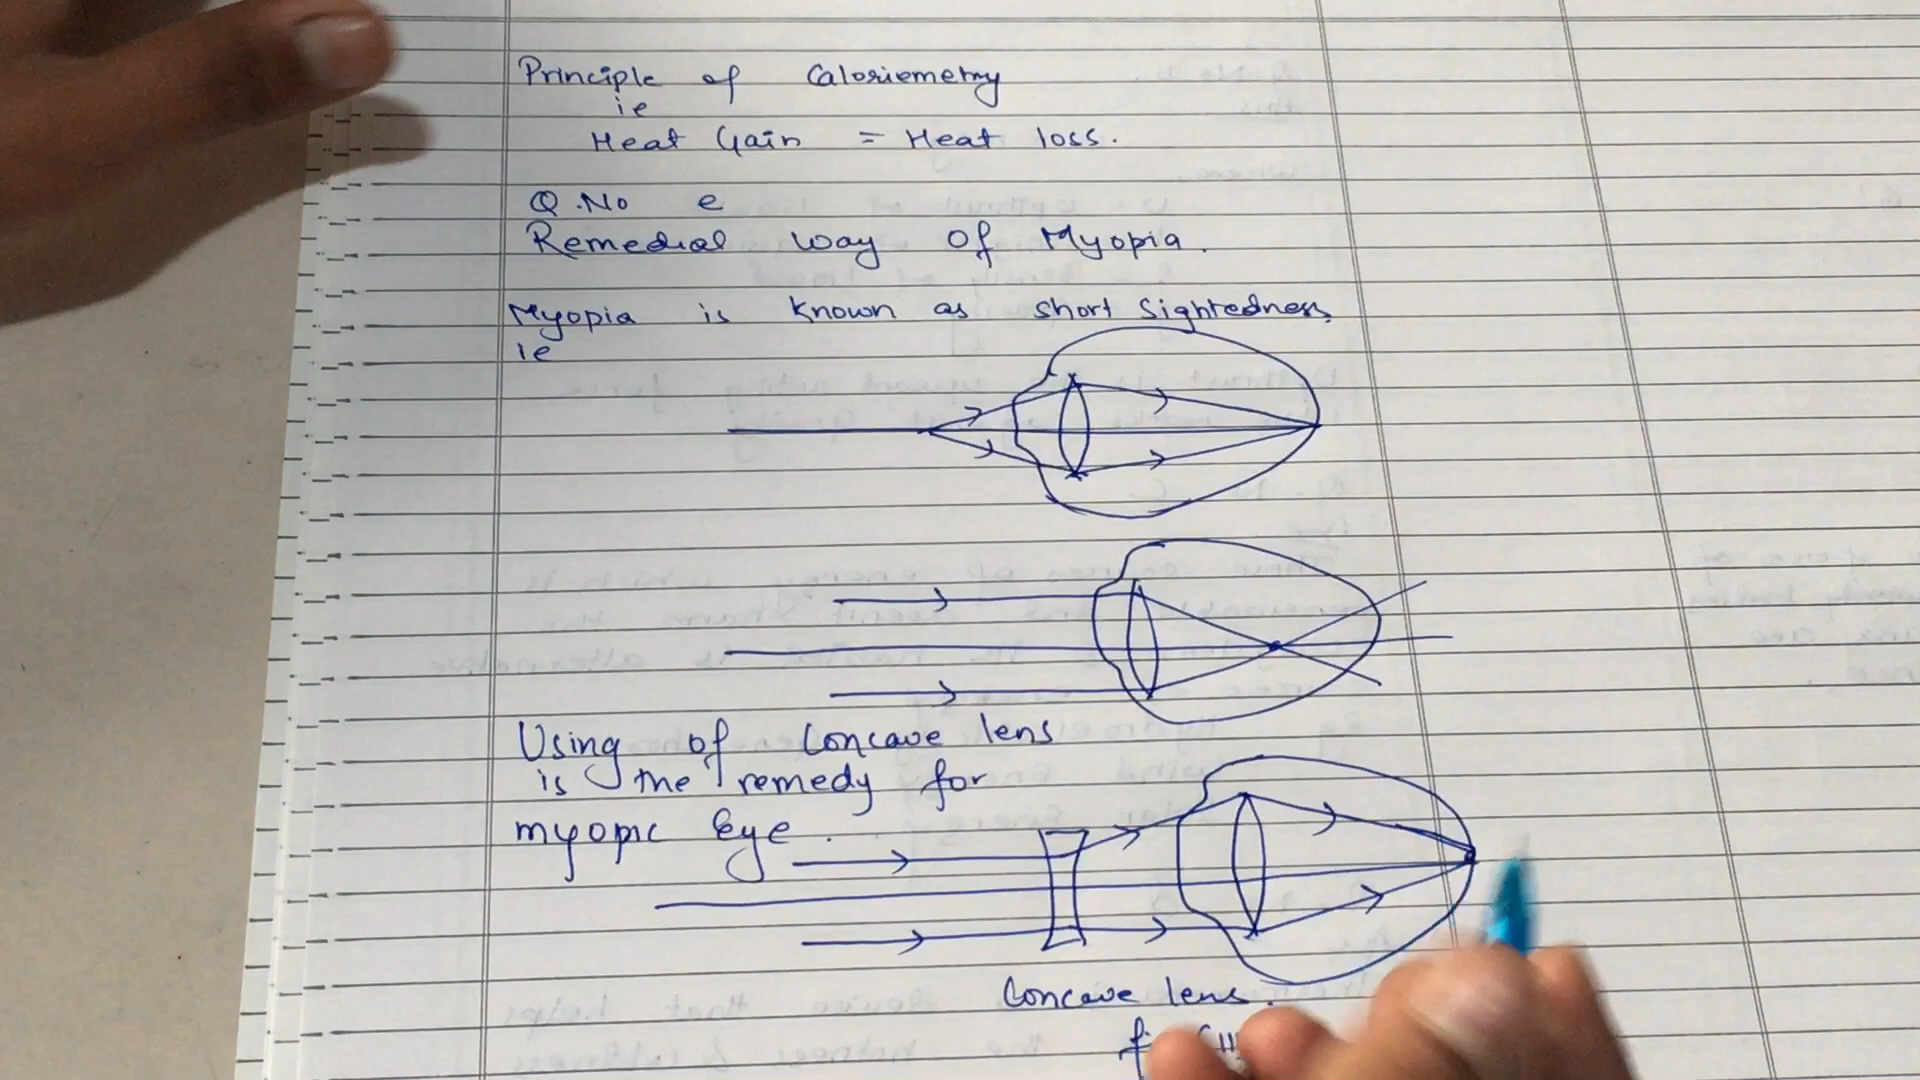 Principle of Caloriemetry
ie
Heat Gain = Heat loss.
Q.No e
Remedial way of Myopia.
Myopia is known as short Sightedness,
ie
Using of Concave lens
is the remedy for
myopic Eye.
Concave lens.